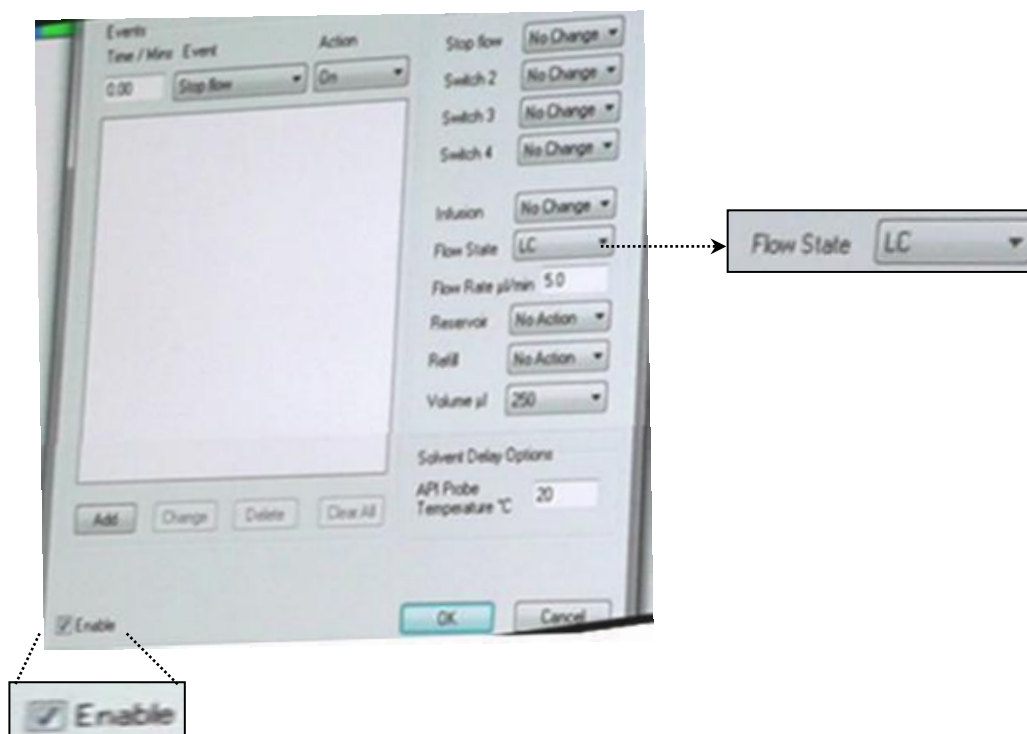 Events
Time / Mins Event Action
0.00 Stop flow On
Stop flow No Change
Switch 2 No Change
Switch 3 No Change
Switch 4 No Change
Infusion No Change
Flow State LC
Flow Rate µl/min 5.0
Reservoir No Action
Refill No Action
Volume µl 250
Solvent Delay Options
API Probe
Temperature °C 20
Add Change Delete Clear All
Enable
OK Cancel
Flow State LC
Enable